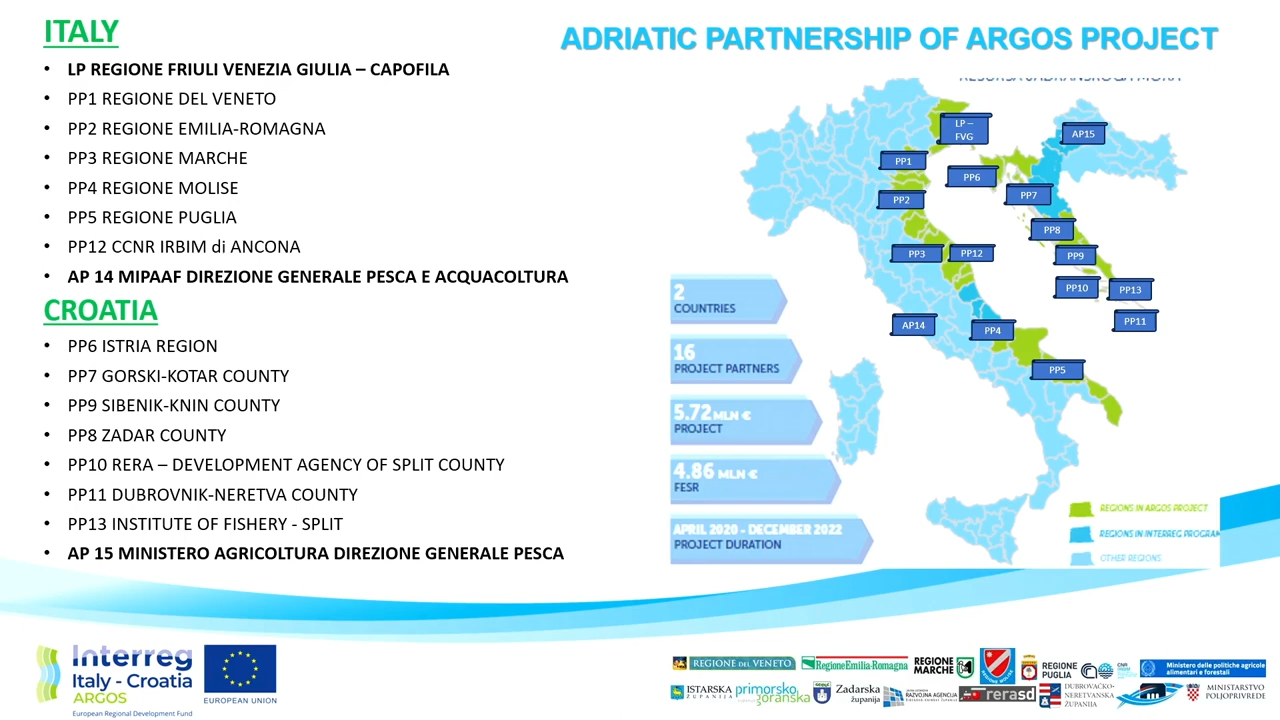 ITALY
• LP REGIONE FRIULI VENEZIA GIULIA – CAPOFILA
• PP1 REGIONE DEL VENETO
• PP2 REGIONE EMILIA-ROMAGNA
• PP3 REGIONE MARCHE
• PP4 REGIONE MOLISE
• PP5 REGIONE PUGLIA
• PP12 CCNR IRBIM di ANCONA
• AP 14 MIPAAF DIREZIONE GENERALE PESCA E ACQUACOLTURA
CROATIA
• PP6 ISTRIA REGION
• PP7 GORSKI-KOTAR COUNTY
• PP9 SIBENIK-KNIN COUNTY
• PP8 ZADAR COUNTY
• PP10 RERA – DEVELOPMENT AGENCY OF SPLIT COUNTY
• PP11 DUBROVNIK-NERETVA COUNTY
• PP13 INSTITUTE OF FISHERY - SPLIT
• AP 15 MINISTERO AGRICOLTURA DIREZIONE GENERALE PESCA
ADRIATIC PARTNERSHIP OF ARGOS PROJECT
LP –
FVG
AP15
PP1
PP6
PP7
PP2
PP8
PP3
PP12
PP9
PP10
PP13
PP11
AP14
PP4
PP5
2
COUNTRIES
16
PROJECT PARTNERS
5.72 MLN €
PROJECT
4.86 MLN €
FESR
APRIL 2020 - DECEMBER 2022
PROJECT DURATION
REGIONS IN ARGOS PROJECT
REGIONS IN INTERREG PROGRAM
OTHER REGIONS
Interreg
Italy - Croatia
ARGOS
European Regional Development Fund
EUROPEAN UNION
REGIONE DEL VENETO
RegioneEmilia-Romagna
REGIONE
MARCHE
REGIONE
PUGLIA
CNR
Ministero delle politiche agricole
alimentari e forestali
ISTARSKA
ŽUPANIJA
primorsko
goranska
Zadarska
županija
RAZVOJNA AGENCIJA
rerasd
DUBROVAČKO-
NERETVANSKA
ŽUPANIJA
MINISTARSTVO
POLJOPRIVREDE